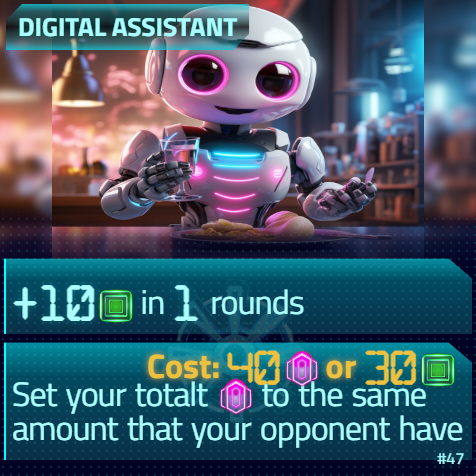 DIGITAL ASSISTANT
+10 in 1 rounds
Cost: 40 or 30
Set your totalt to the same
amount that your opponent have
#47